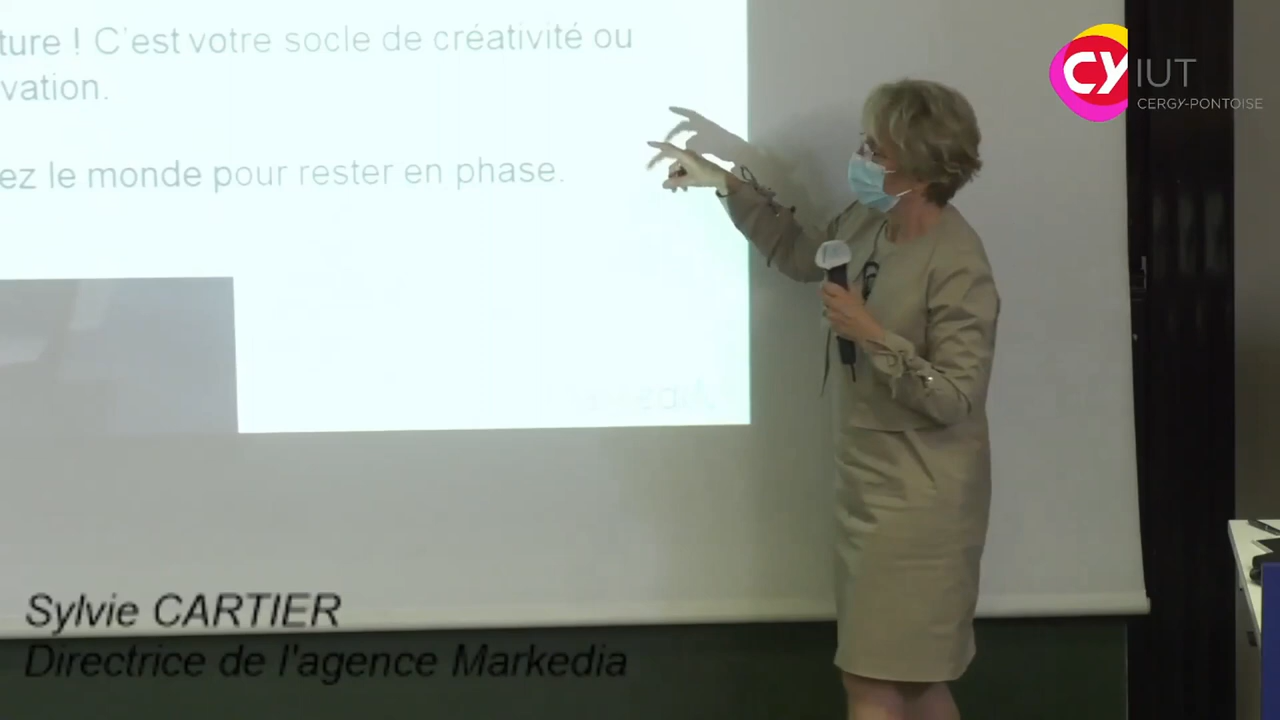 ture ! C'est votre socle de créativité ou
vation.
ez le monde pour rester en phase.
CY IUT
CERGY-PONTOISE
Sylvie CARTIER
Directrice de l'agence Markedia